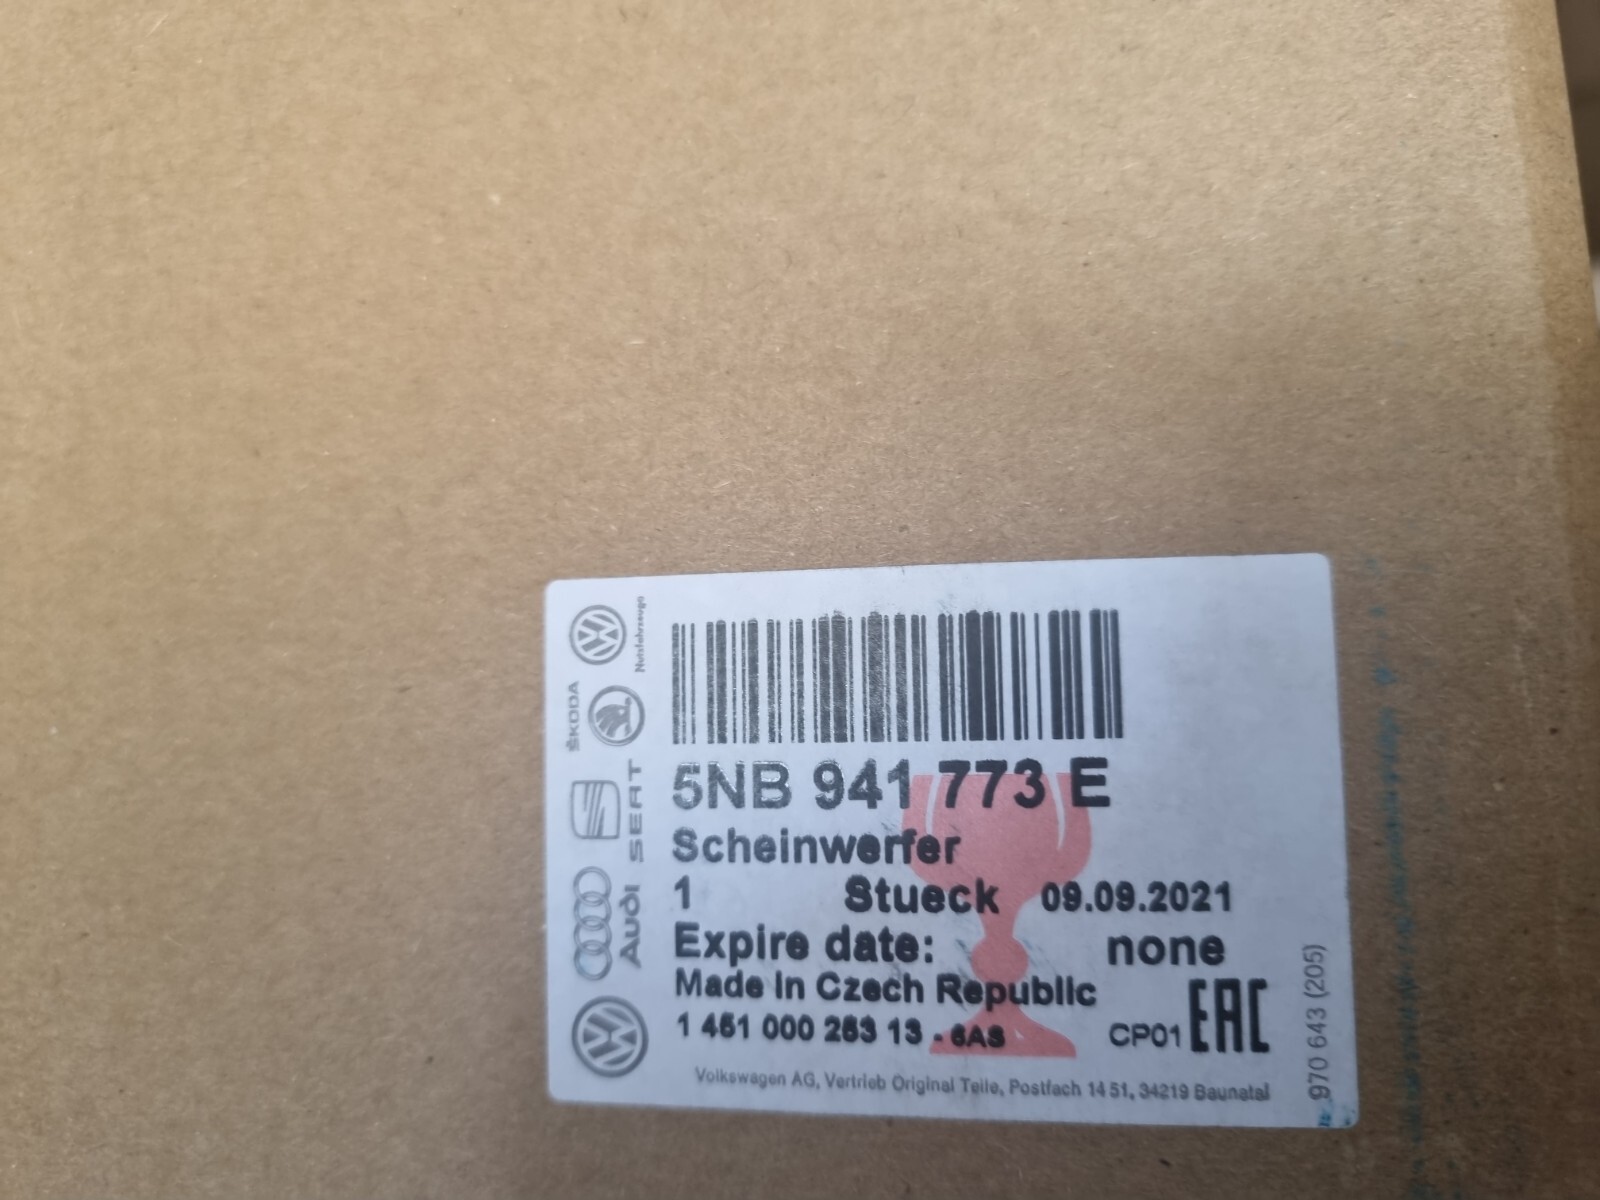 Nutzfahrzeuge
ŠKODA
SEAT
Audi
5NB 941 773 E
Scheinwerfer
1 Stueck 09.09.2021
Expire date: none
Made in Czech Republic
1 451 000 253 13 - 6AS CP01 EAC
Volkswagen AG, Vertrieb Original Teile, Postfach 14 51, 34219 Baunatal
970 643 (205)